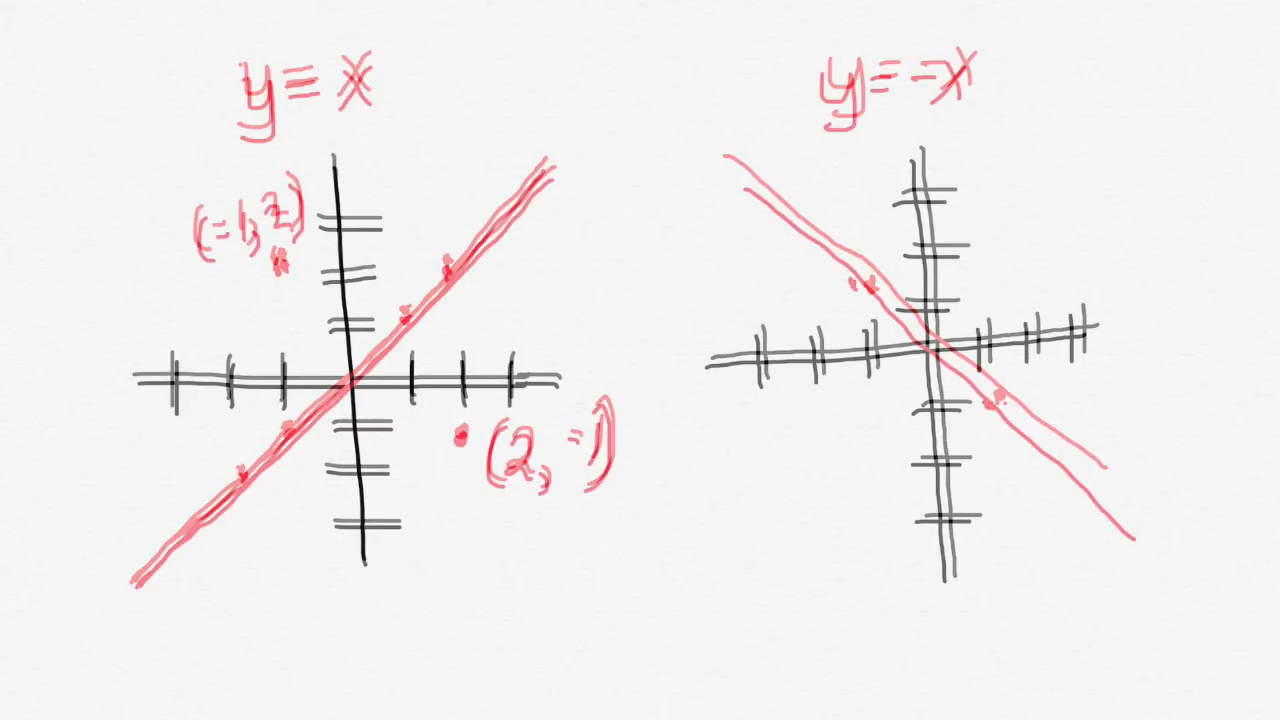 y = x
y = -x
(-1, 2)
(2, -1)